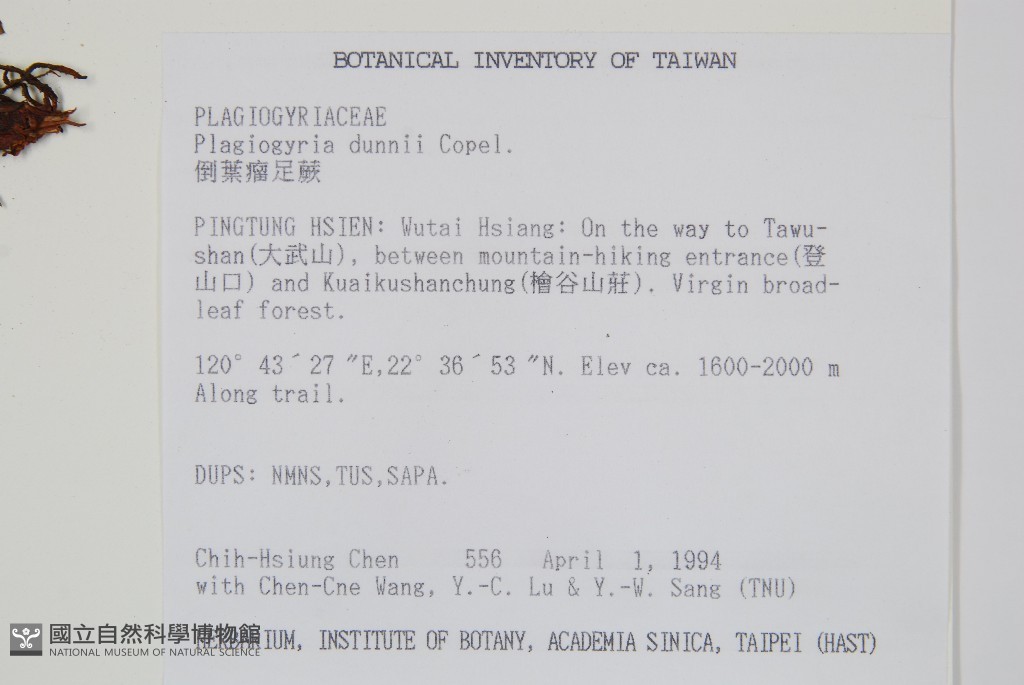 BOTANICAL INVENTORY OF TAIWAN
PLAGIOGYRIACEAE
Plagiogyria dunnii Copel.
倒葉瘤足蕨
PINGTUNG HSIEN: Wutai Hsiang: On the way to Tawu-
shan(大武山), between mountain-hiking entrance(登
山口) and Kuaikushanchung(檜谷山莊). Virgin broad-
leaf forest.
120° 43´27 ″E,22° 36´53 ″N. Elev ca. 1600-2000 m
Along trail.
DUPS: NMNS,TUS,SAPA.
Chih-Hsiung Chen 556 April 1, 1994
with Chen-Cne Wang, Y.-C. Lu & Y.-W. Sang (TNU)
HERBARIUM, INSTITUTE OF BOTANY, ACADEMIA SINICA, TAIPEI (HAST)
國立自然科學博物館
NATIONAL MUSEUM OF NATURAL SCIENCE